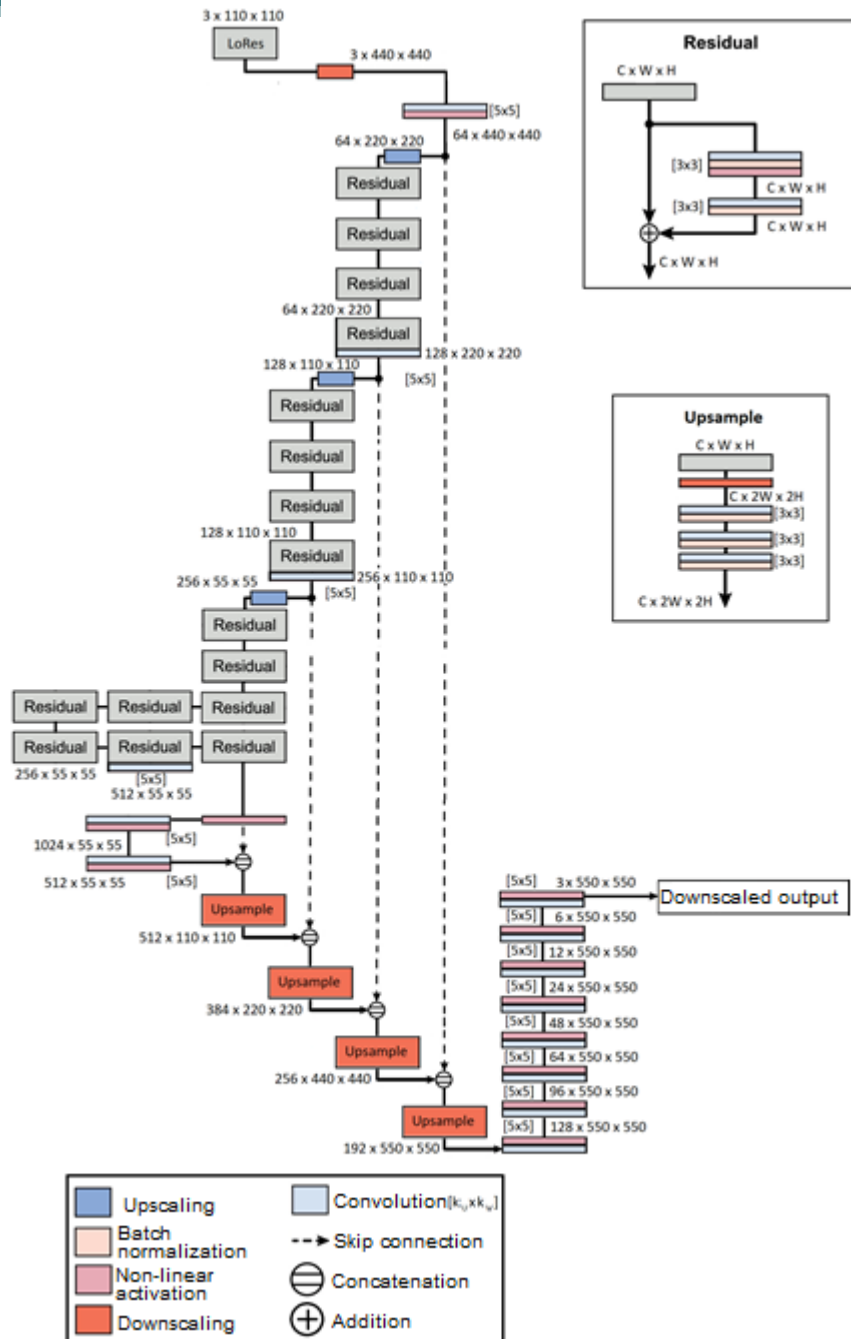 3 x 110 x 110
LoRes
3 x 440 x 440
[5x5]
64 x 440 x 440
64 x 220 x 220
Residual
Residual
Residual
64 x 220 x 220
Residual
128 x 220 x 220
128 x 110 x 110
[5x5]
Residual
Residual
Residual
128 x 110 x 110
Residual
256 x 110 x 110
256 x 55 x 55
[5x5]
Residual
Residual
Residual
Residual
Residual
Residual
Residual
Residual
256 x 55 x 55
[5x5]
512 x 55 x 55
[5x5]
1024 x 55 x 55
512 x 55 x 55
[5x5]
Upsample
512 x 110 x 110
Upsample
384 x 220 x 220
Upsample
256 x 440 x 440
Upsample
192 x 550 x 550
[5x5] 3 x 550 x 550
Downscaled output
[5x5] 6 x 550 x 550
[5x5] 12 x 550 x 550
[5x5] 24 x 550 x 550
[5x5] 48 x 550 x 550
[5x5] 64 x 550 x 550
[5x5] 96 x 550 x 550
[5x5] 128 x 550 x 550
Residual
C x W x H
[3x3]
C x W x H
[3x3]
C x W x H
C x W x H
Upsample
C x W x H
C x 2W x 2H
[3x3]
[3x3]
[3x3]
C x 2W x 2H
Upscaling
Batch
normalization
Non-linear
activation
Downscaling
Convolution
Skip connection
Concatenation
Addition